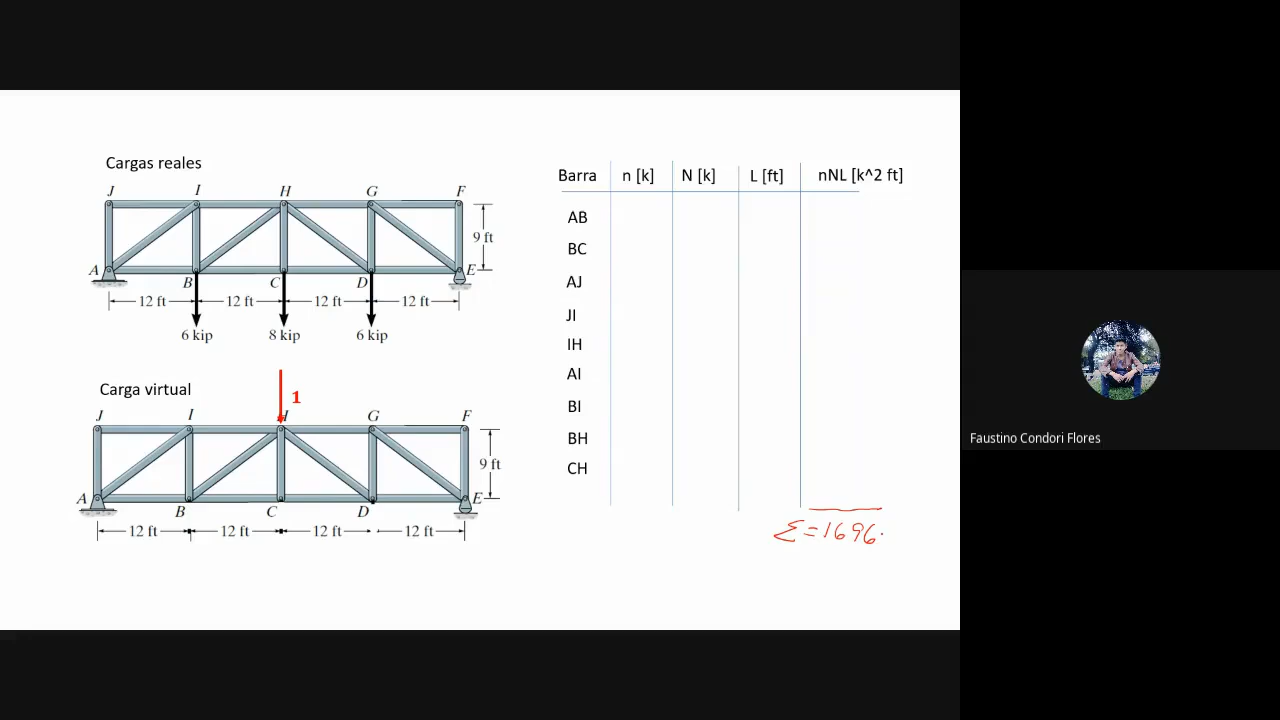 Cargas reales
J I H G F
9 ft
A B C D E
12 ft 12 ft 12 ft 12 ft
6 kip 8 kip 6 kip
Carga virtual
1
J I H G F
9 ft
A B C D E
12 ft 12 ft 12 ft 12 ft
Barra n [k] N [k] L [ft] nNL [k^2 ft]
AB
BC
AJ
JI
IH
AI
BI
BH
CH
Σ=1696.
Faustino Condori Flores